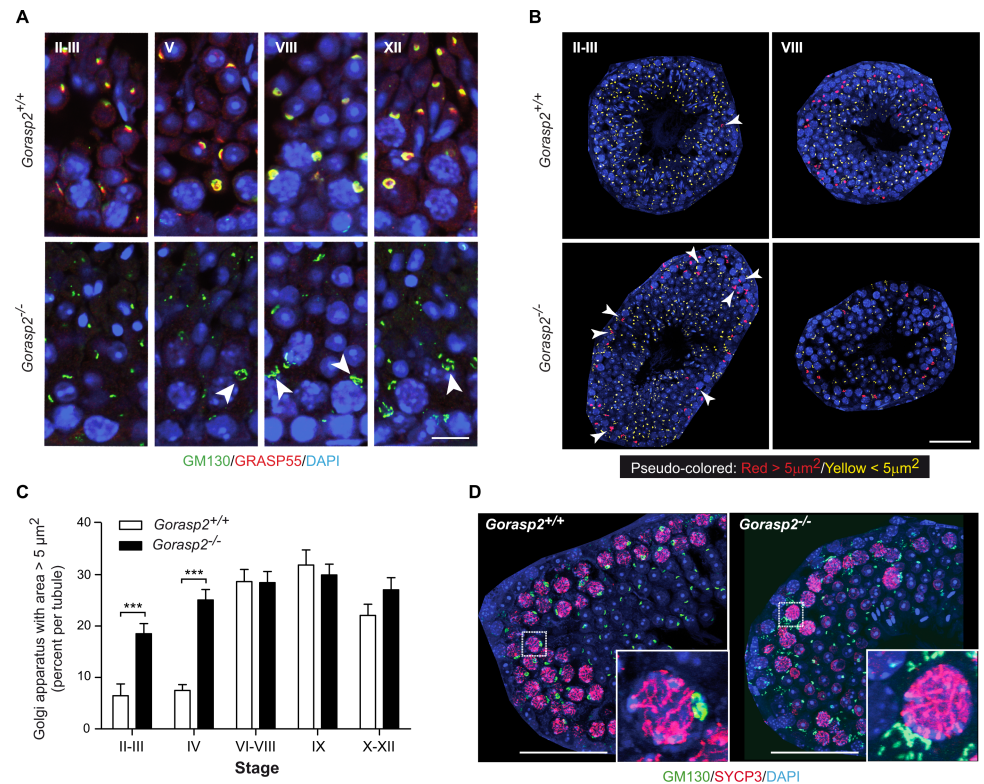 A
II-III
V
VIII
XII
Gorasp2+/+
Gorasp2-/-
GM130/GRASP55/DAPI
B
II-III
VIII
Gorasp2+/+
Gorasp2-/-
Pseudo-colored: Red > 5µm2/Yellow < 5µm2
C
Golgi apparatus with area > 5 µm2
(percent per tubule)
40
30
20
10
0
Gorasp2+/+
Gorasp2-/-
***
***
II-III
IV
VI-VIII
IX
X-XII
Stage
D
Gorasp2+/+
Gorasp2-/-
GM130/SYCP3/DAPI